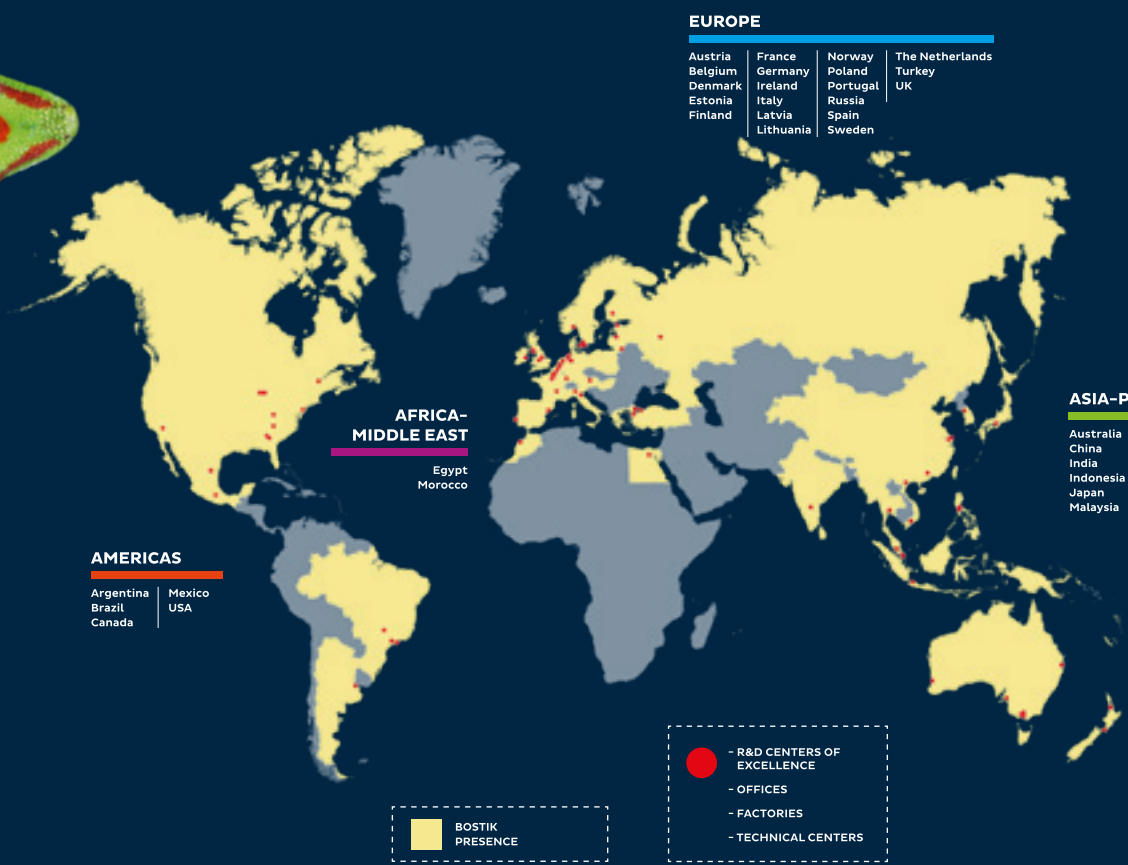 EUROPE
Austria
Belgium
Denmark
Estonia
Finland
France
Germany
Ireland
Italy
Latvia
Lithuania
Norway
Poland
Portugal
Russia
Spain
Sweden
The Netherlands
Turkey
UK
AFRICA-
MIDDLE EAST
Egypt
Morocco
ASIA-P
Australia
China
India
Indonesia
Japan
Malaysia
AMERICAS
Argentina
Brazil
Canada
Mexico
USA
- R&D CENTERS OF
EXCELLENCE
- OFFICES
- FACTORIES
- TECHNICAL CENTERS
BOSTIK
PRESENCE